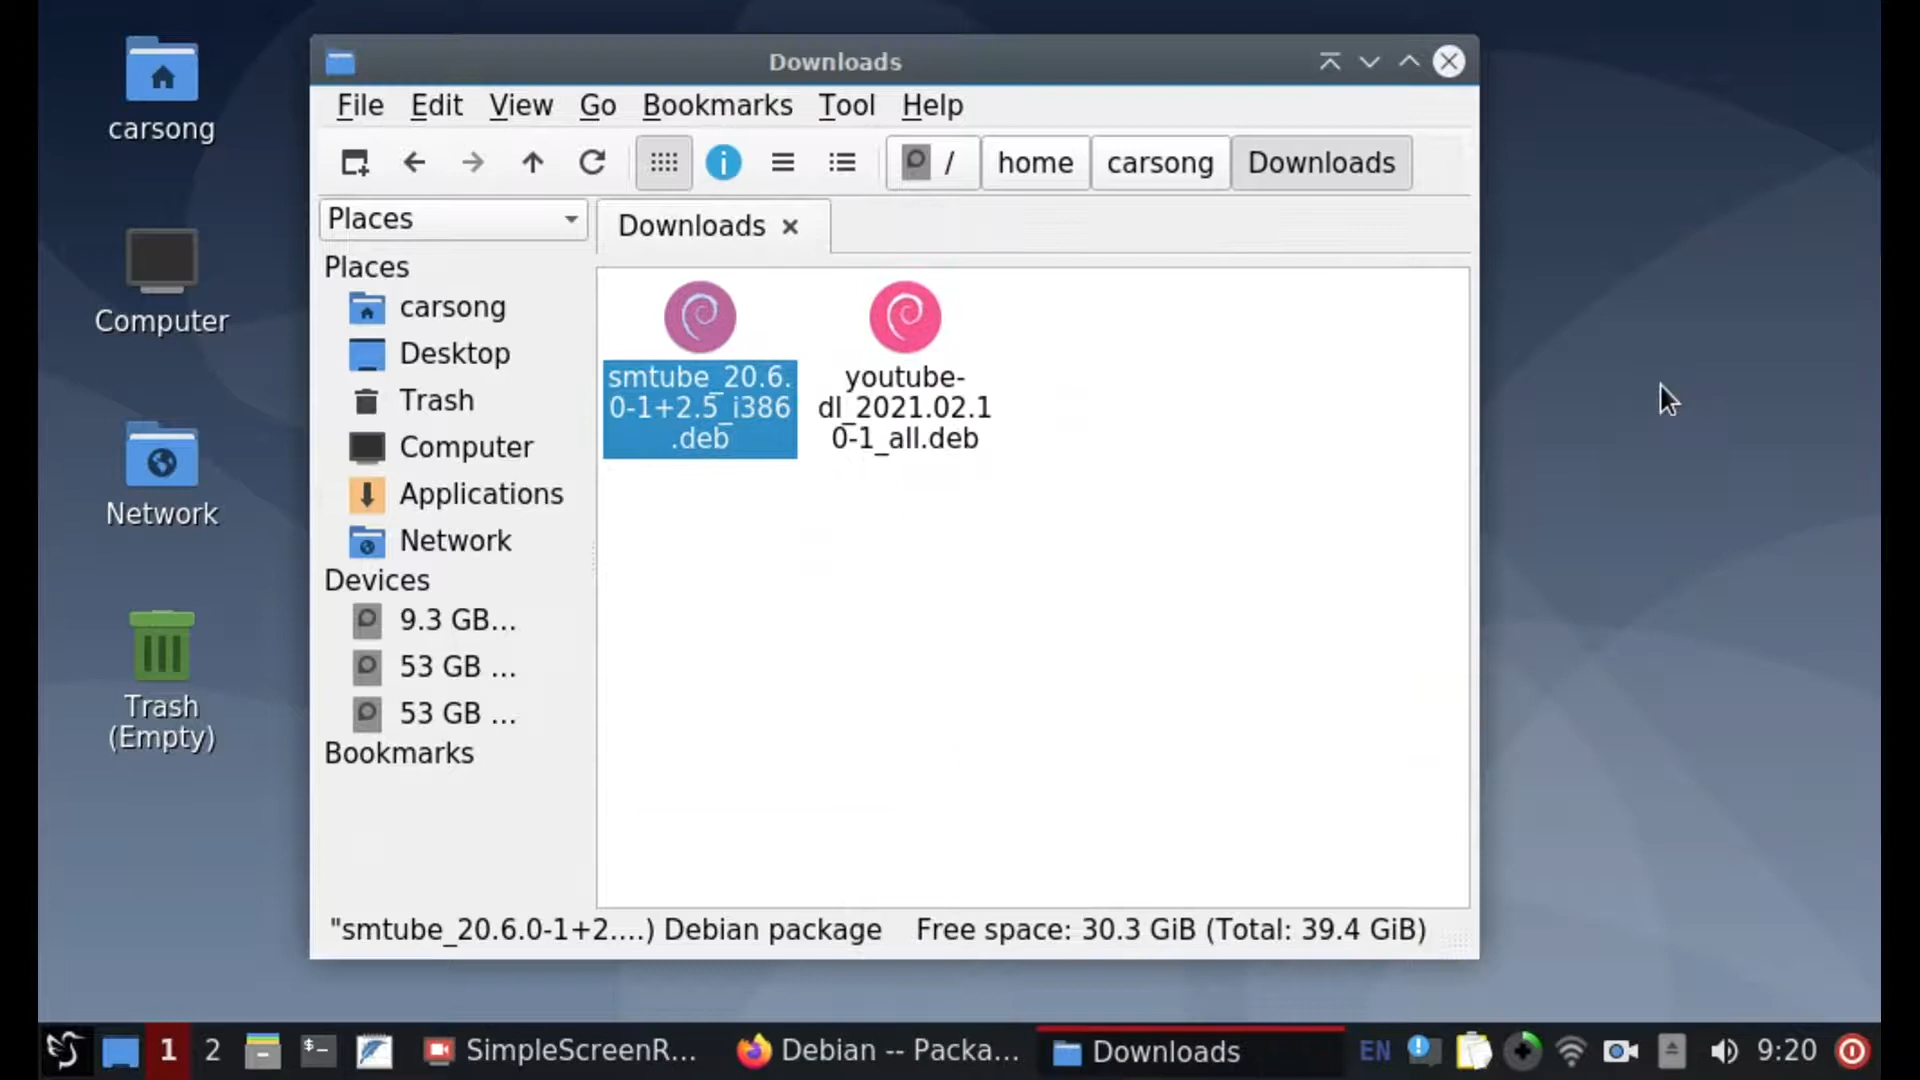 carsong
Computer
Network
Trash
(Empty)
Downloads
File Edit View Go Bookmarks Tool Help
/ home carsong Downloads
Places
Downloads
Places
carsong
Desktop
Trash
Computer
Applications
Network
Devices
9.3 GB...
53 GB ...
53 GB ...
Bookmarks
smtube_20.6.
0-1+2.5_i386
.deb
youtube-
dl_2021.02.1
0-1_all.deb
"smtube_20.6.0-1+2....) Debian package Free space: 30.3 GiB (Total: 39.4 GiB)
1 2 $- SimpleScreenR... Debian -- Packa... Downloads EN 9:20